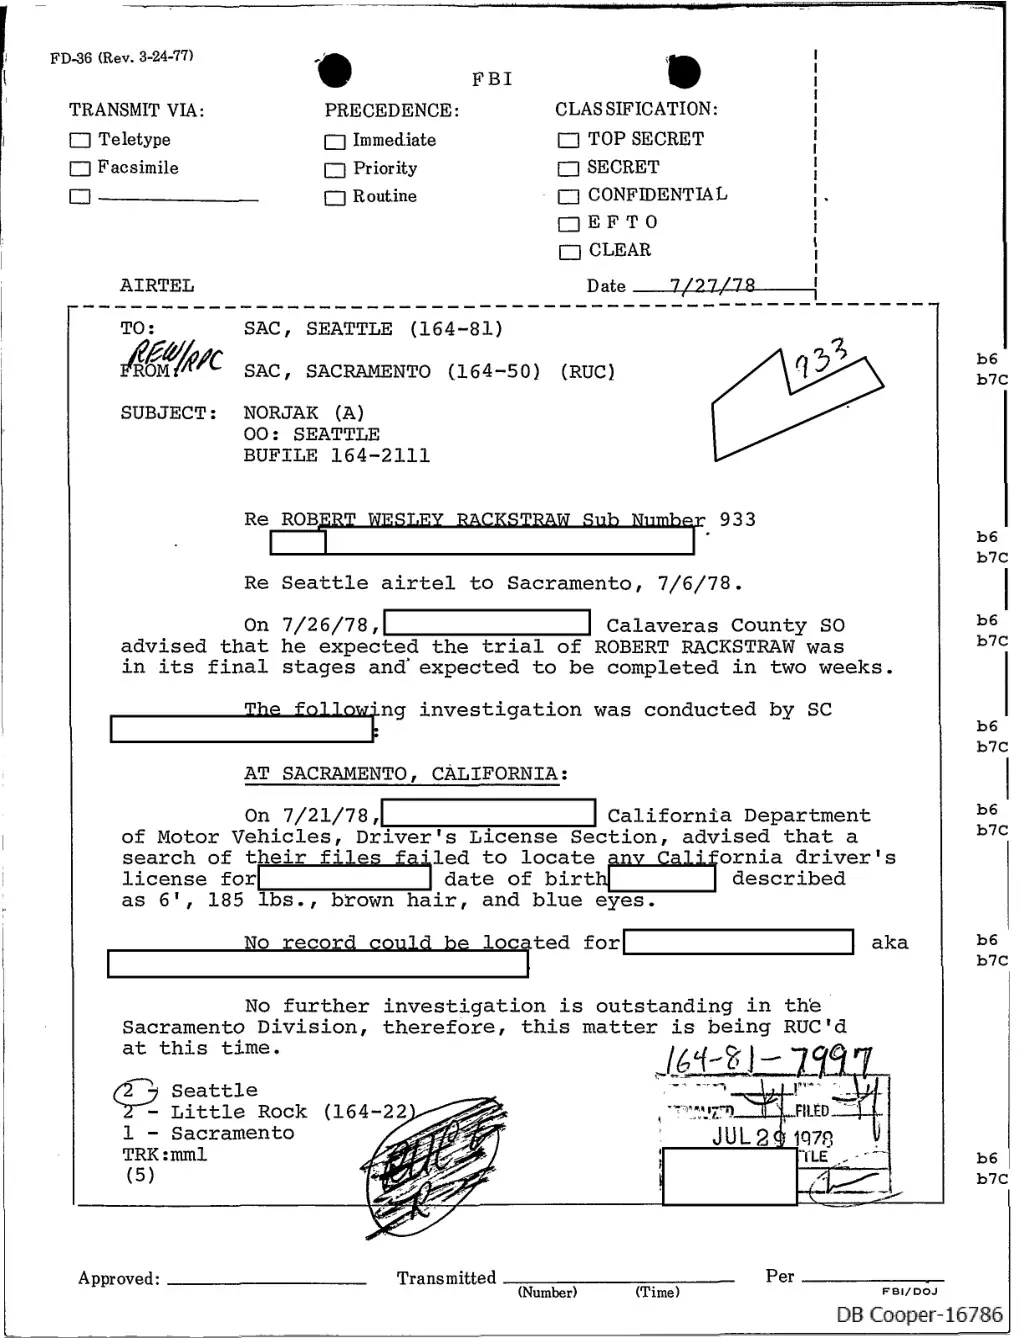 FD-36 (Rev. 3-24-77)
FBI
TRANSMIT VIA: PRECEDENCE: CLASSIFICATION:
Teletype Immediate TOP SECRET
Facsimile Priority SECRET
Routine CONFIDENTIAL
E F T O
CLEAR
AIRTEL Date 7/27/78
TO: SAC, SEATTLE (164-81)
REW/RPC
933
FROM: SAC, SACRAMENTO (164-50) (RUC)
b6
b7C
SUBJECT: NORJAK (A)
OO: SEATTLE
BUFILE 164-2111
Re ROBERT WESLEY RACKSTRAW Sub Number 933
b6
b7C
Re Seattle airtel to Sacramento, 7/6/78.
On 7/26/78, Calaveras County SO b6
advised that he expected the trial of ROBERT RACKSTRAW was b7C
in its final stages and expected to be completed in two weeks.
The following investigation was conducted by SC
: b6
b7C
AT SACRAMENTO, CALIFORNIA:
On 7/21/78, California Department b6
of Motor Vehicles, Driver's License Section, advised that a b7C
search of their files failed to locate any California driver's
license for date of birth described
as 6', 185 lbs., brown hair, and blue eyes.
No record could be located for aka b6
b7C
No further investigation is outstanding in the
Sacramento Division, therefore, this matter is being RUC'd
at this time.
164-81-7997
2 - Seattle
2 - Little Rock (164-22)
1 - Sacramento
TRK:mml
(5)
FILED
JUL 29 1978
b6
b7C
Approved: Transmitted Per
(Number) (Time) FBI/DOJ
DB Cooper-16786